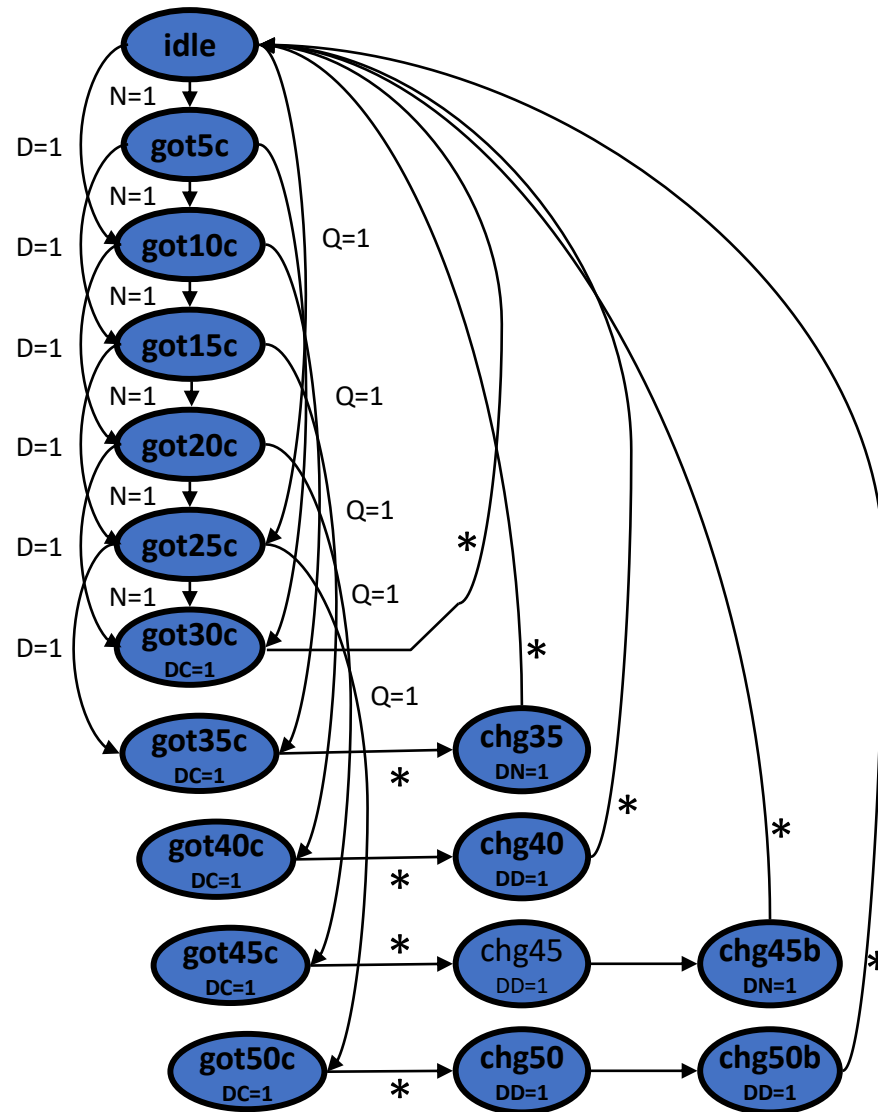 idle
N=1
D=1
got5c
N=1
D=1
got10c
Q=1
N=1
D=1
got15c
N=1
Q=1
D=1
got20c
N=1
Q=1
D=1
got25c
*
N=1
Q=1
D=1
got30c
DC=1
*
Q=1
got35c
DC=1
*
chg35
DN=1
*
got40c
DC=1
*
chg40
DD=1
*
got45c
DC=1
*
chg45
DD=1
chg45b
DN=1
*
got50c
DC=1
*
chg50
DD=1
chg50b
DD=1